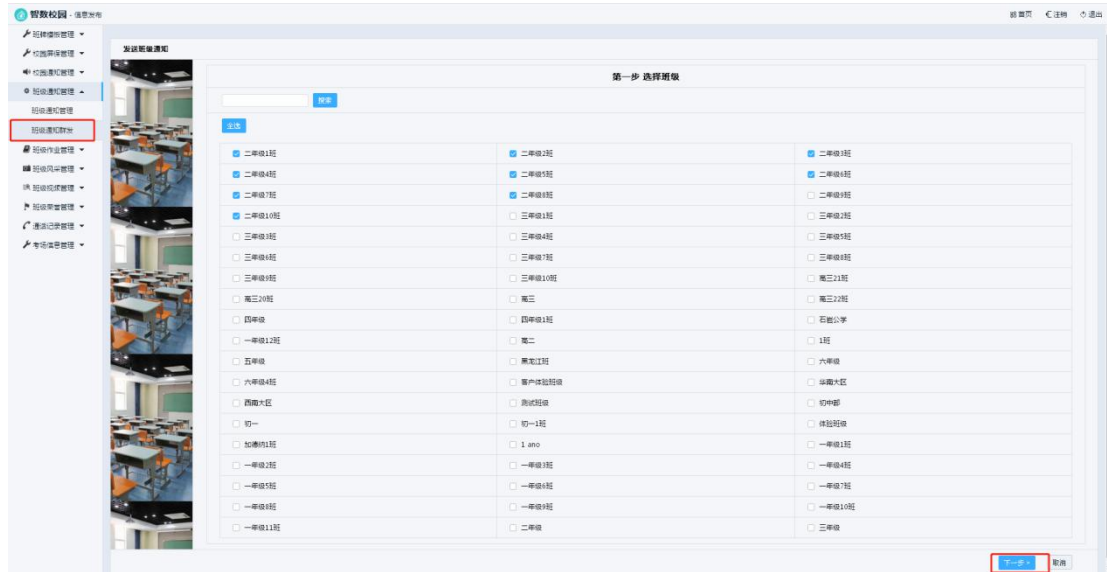 智数校园 - 信息发布 首页 注销 退出
班牌模板管理
校园屏保管理
校园通知管理
班级通知管理
班级通知管理
班级通知群发
班级作业管理
班级风采管理
班级视频管理
班级荣誉管理
通话记录管理
考场信息管理
发送班级通知
第一步 选择班级
搜索
全选
二年级1班 二年级2班 二年级3班
二年级4班 二年级5班 二年级6班
二年级7班 二年级8班 二年级9班
二年级10班 三年级1班 三年级2班
三年级3班 三年级4班 三年级5班
三年级6班 三年级7班 三年级8班
三年级9班 三年级10班 高三21班
高三20班 高三 高三22班
四年级 四年级1班 石岩公学
一年级12班 高二 1班
五年级 黑龙江班 六年级
六年级4班 客户体验班级 华南大区
西南大区 测试班级 初中部
初一 初一1班 体验班级
加德纳1班 1 ano 一年级1班
一年级2班 一年级3班 一年级4班
一年级5班 一年级6班 一年级7班
一年级8班 一年级9班 一年级10班
一年级11班 二年级 三年级
下一步 取消